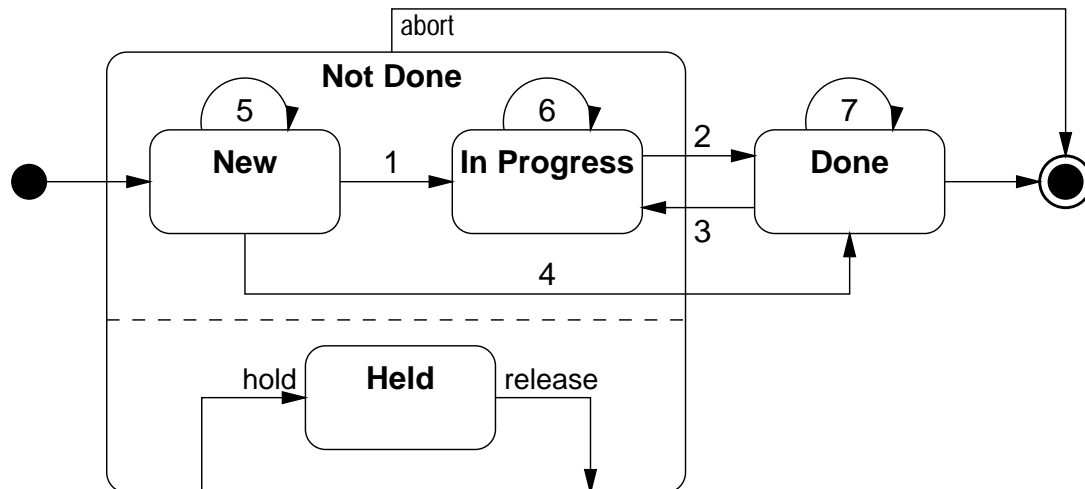 abort
Not Done
5 6 7
New In Progress Done
1 2
3
4
Held
hold release